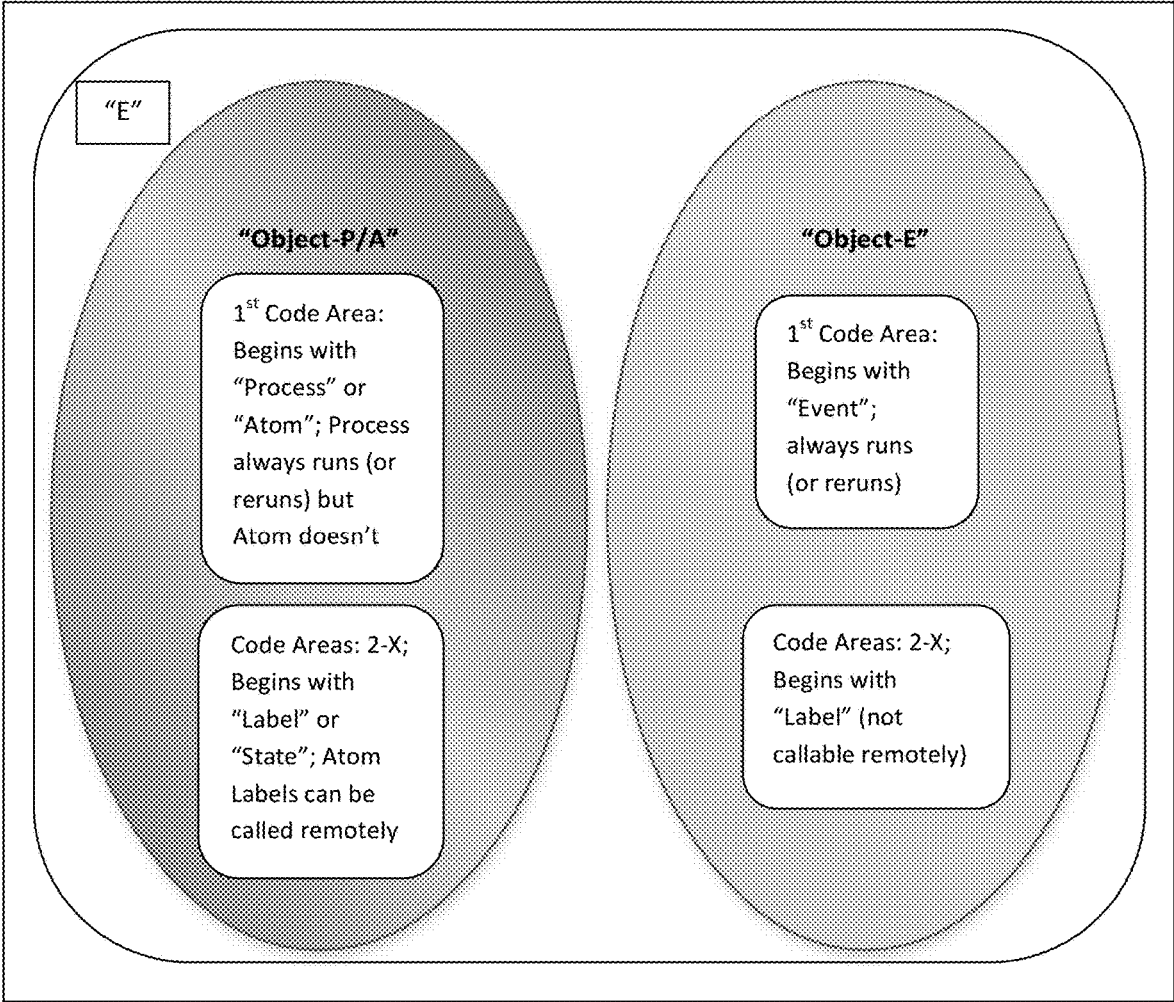 “E”
“Object-P/A”
1st Code Area:
Begins with
“Process” or
“Atom”; Process
always runs (or
reruns) but
Atom doesn’t
Code Areas: 2-X;
Begins with
“Label” or
“State”; Atom
Labels can be
called remotely
“Object-E”
1st Code Area:
Begins with
“Event”;
always runs
(or reruns)
Code Areas: 2-X;
Begins with
“Label” (not
callable remotely)